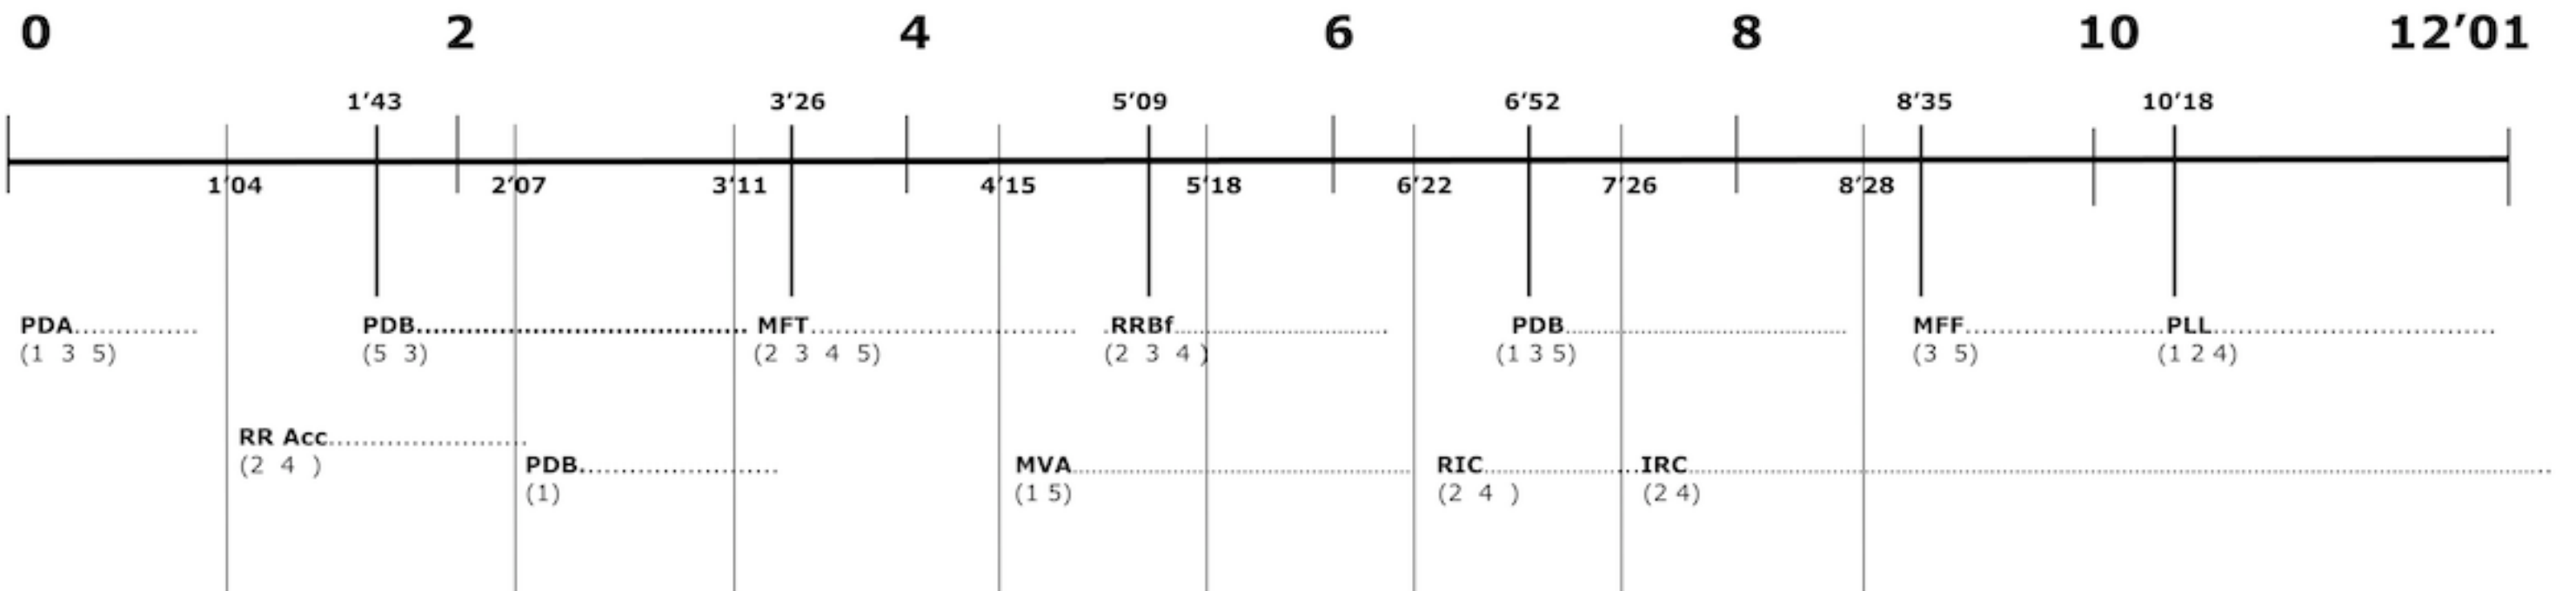 0 2 4 6 8 10 12’01
1’43 3’26 5’09 6’52 8’35 10’18
1’04 2’07 3’11 4’15 5’18 6’22 7’26 8’28
PDA PDB MFT RRBf PDB MFF PLL
(1 3 5) (5 3) (2 3 4 5) (2 3 4 ) (1 3 5) (3 5) (1 2 4)
RR Acc
(2 4 )
PDB MVA RIC IRC
(1) (1 5) (2 4 ) (2 4)